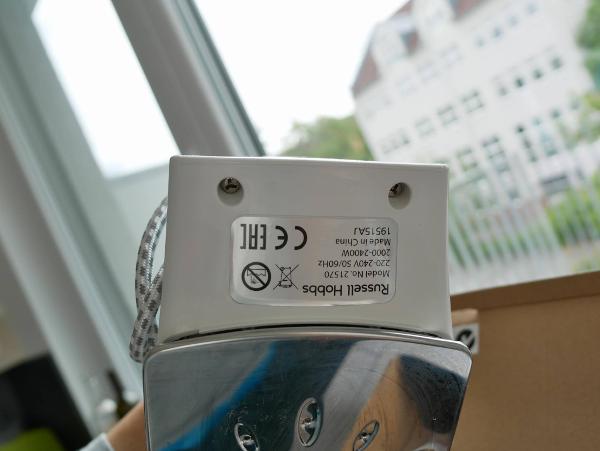 Russell Hobbs
Model No. 21570
220-240V 50/60Hz
2000-2400W
Made in China
19515AJ
CE EAC